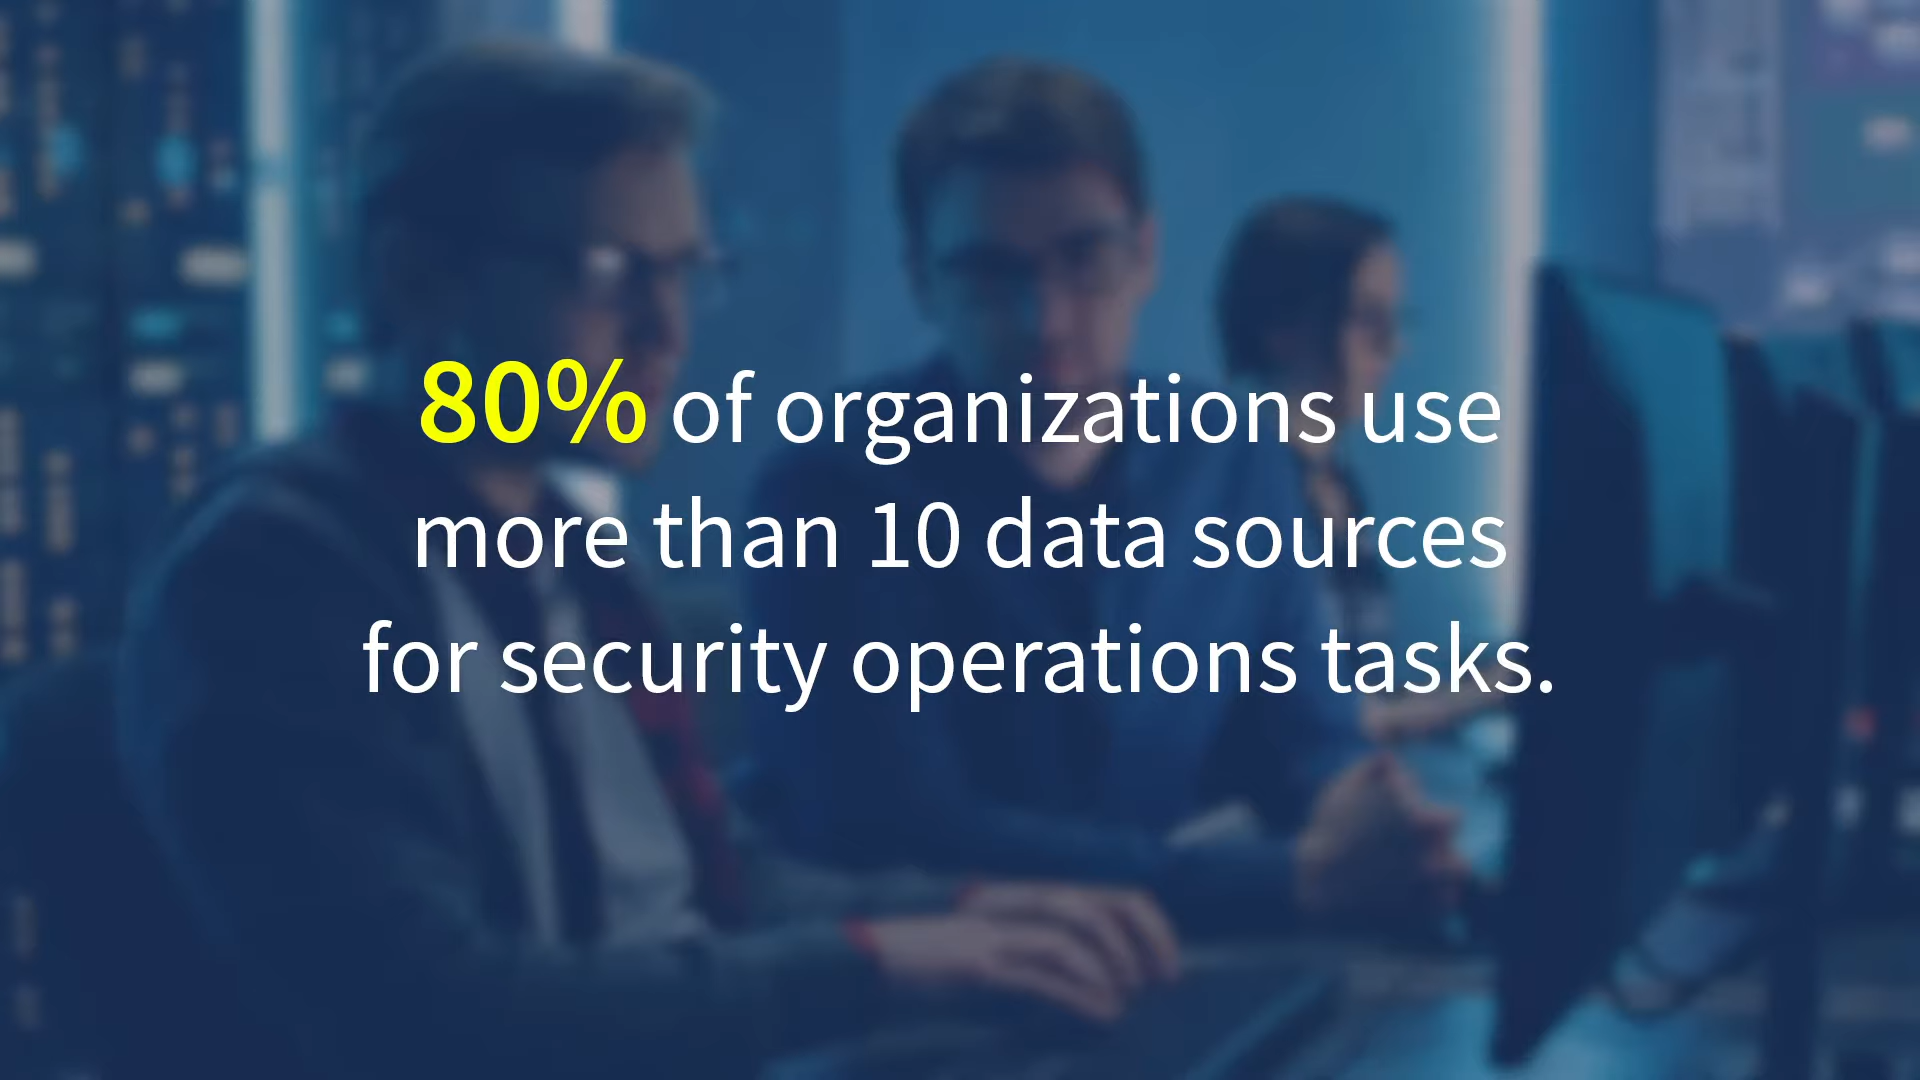 80% of organizations use
more than 10 data sources
for security operations tasks.